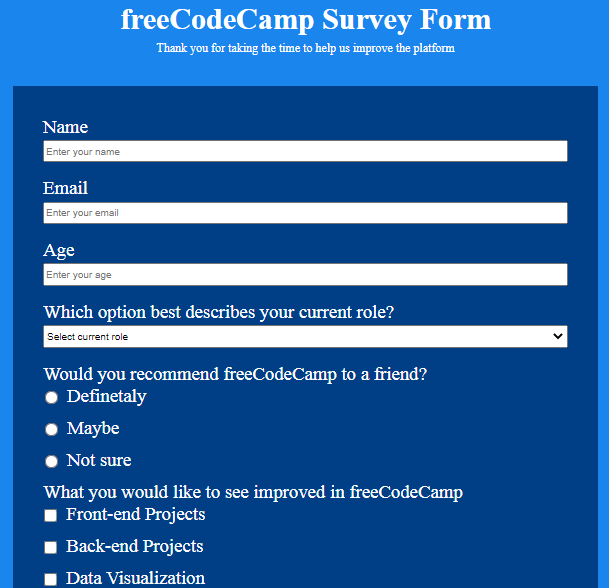 freeCodeCamp Survey Form
Thank you for taking the time to help us improve the platform
Name
Enter your name
Email
Enter your email
Age
Enter your age
Which option best describes your current role?
Select current role
Would you recommend freeCodeCamp to a friend?
Definetaly
Maybe
Not sure
What you would like to see improved in freeCodeCamp
Front-end Projects
Back-end Projects
Data Visualization